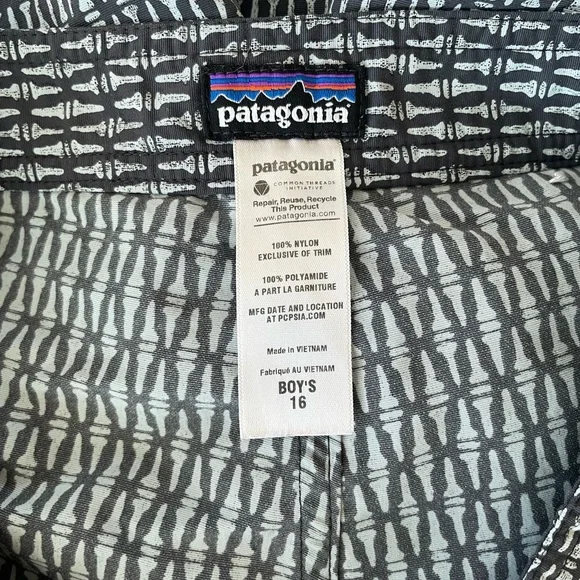 patagonia
patagonia
COMMON THREADS
INITIATIVE
Repair, Reuse, Recycle
This Product
www.patagonia.com
100% NYLON
EXCLUSIVE OF TRIM
100% POLYAMIDE
A PART LA GARNITURE
MFG DATE AND LOCATION
AT PCPSIA.COM
Made in VIETNAM
Fabriqué AU VIETNAM
BOY'S
16